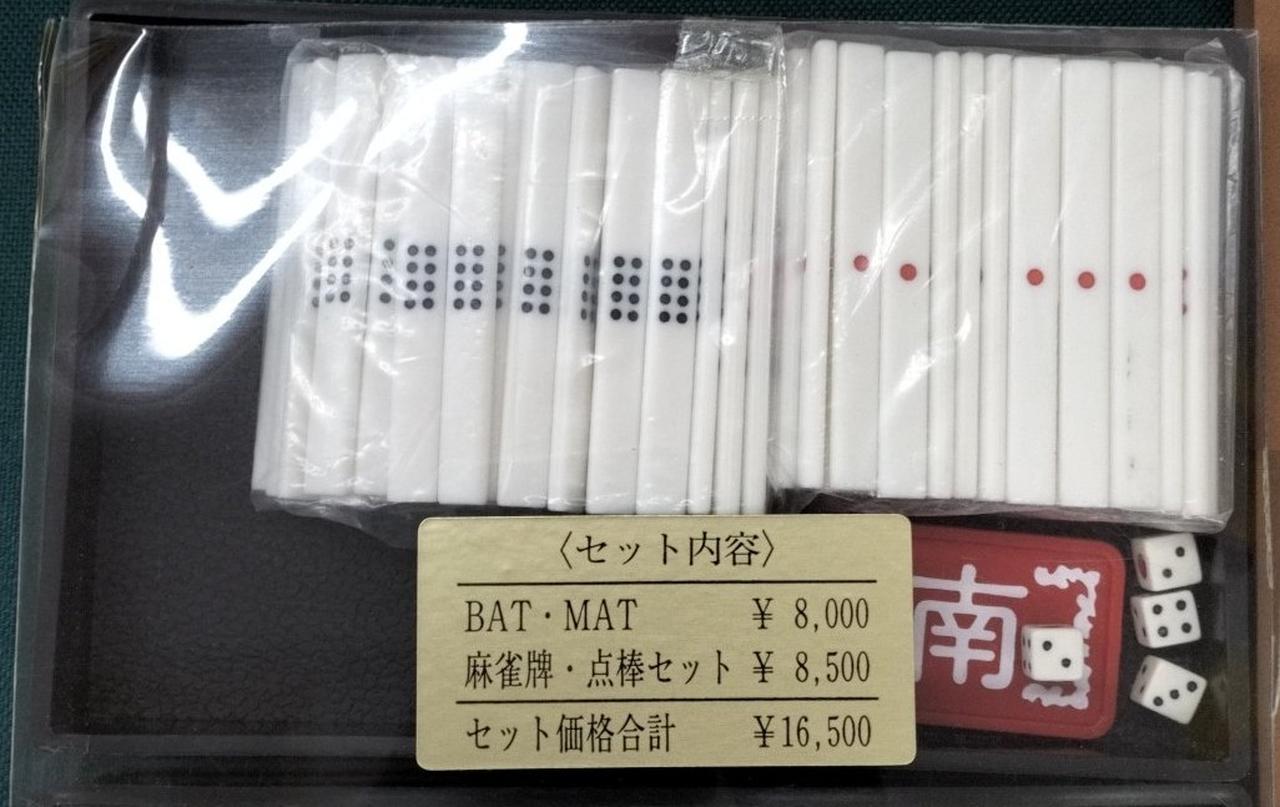 〈セット内容〉
BAT・MAT ¥ 8,000
麻雀牌・点棒セット ¥ 8,500
セット価格合計 ¥16,500
南